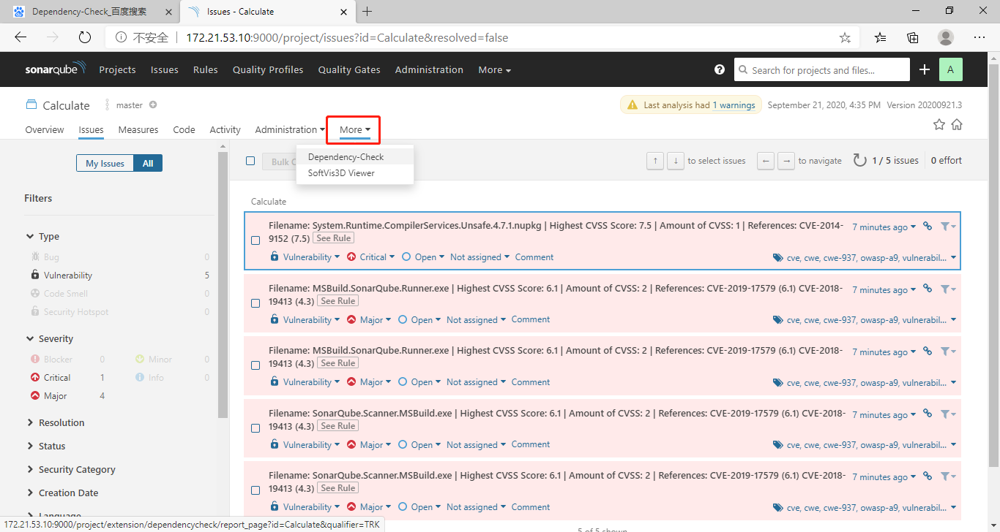 Dependency-Check_百度搜索
Issues - Calculate
不安全 172.21.53.10:9000/project/issues?id=Calculate&resolved=false
sonarqube Projects Issues Rules Quality Profiles Quality Gates Administration More Search for projects and files... A
Calculate master Last analysis had 1 warnings September 21, 2020, 4:35 PM Version 20200921.3
Overview Issues Measures Code Activity Administration More
Dependency-Check
SoftVis3D Viewer
My Issues All
Bulk C
↑ ↓ to select issues ← → to navigate 1 / 5 issues 0 effort
Filters
Type
Bug 0
Vulnerability 5
Code Smell 0
Security Hotspot 0
Severity
Blocker 0 Minor 0
Critical 1 Info 0
Major 4
Resolution
Status
Security Category
Creation Date
Language
Calculate
Filename: System.Runtime.CompilerServices.Unsafe.4.7.1.nupkg | Highest CVSS Score: 7.5 | Amount of CVSS: 1 | References: CVE-2014-
9152 (7.5) See Rule
7 minutes ago
Vulnerability Critical Open Not assigned Comment cve, cwe, cwe-937, owasp-a9, vulnerabil...
Filename: MSBuild.SonarQube.Runner.exe | Highest CVSS Score: 6.1 | Amount of CVSS: 2 | References: CVE-2019-17579 (6.1) CVE-2018-
19413 (4.3) See Rule
7 minutes ago
Vulnerability Major Open Not assigned Comment cve, cwe, cwe-937, owasp-a9, vulnerabil...
Filename: MSBuild.SonarQube.Runner.exe | Highest CVSS Score: 6.1 | Amount of CVSS: 2 | References: CVE-2019-17579 (6.1) CVE-2018-
19413 (4.3) See Rule
7 minutes ago
Vulnerability Major Open Not assigned Comment cve, cwe, cwe-937, owasp-a9, vulnerabil...
Filename: SonarQube.Scanner.MSBuild.exe | Highest CVSS Score: 6.1 | Amount of CVSS: 2 | References: CVE-2019-17579 (6.1) CVE-2018-
19413 (4.3) See Rule
7 minutes ago
Vulnerability Major Open Not assigned Comment cve, cwe, cwe-937, owasp-a9, vulnerabil...
Filename: SonarQube.Scanner.MSBuild.exe | Highest CVSS Score: 6.1 | Amount of CVSS: 2 | References: CVE-2019-17579 (6.1) CVE-2018-
19413 (4.3) See Rule
7 minutes ago
Vulnerability Major Open Not assigned Comment cve, cwe, cwe-937, owasp-a9, vulnerabil...
5 of 5 shown
172.21.53.10:9000/project/extension/dependencycheck/report_page?id=Calculate&qualifier=TRK